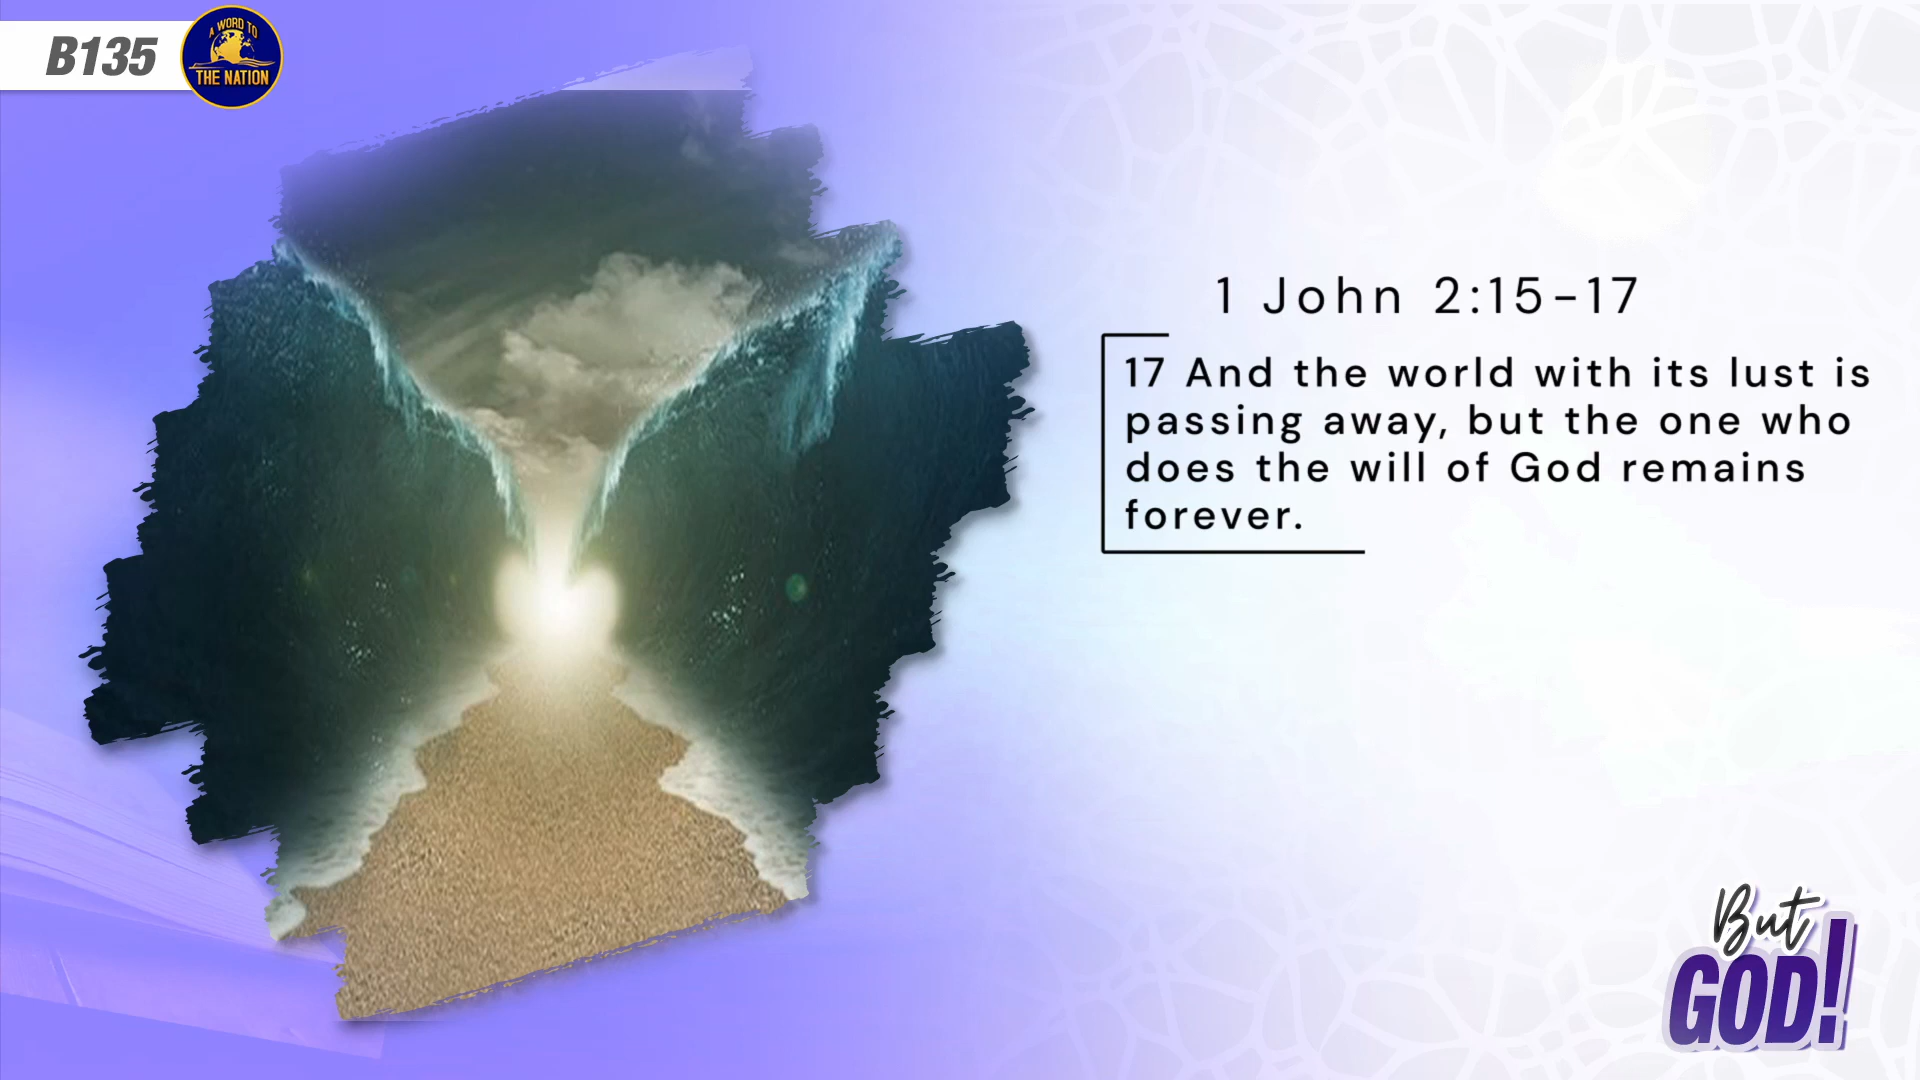 B135
A WORD TO
THE NATION
1 John 2:15-17
17 And the world with its lust is
passing away, but the one who
does the will of God remains
forever.
But
GOD!